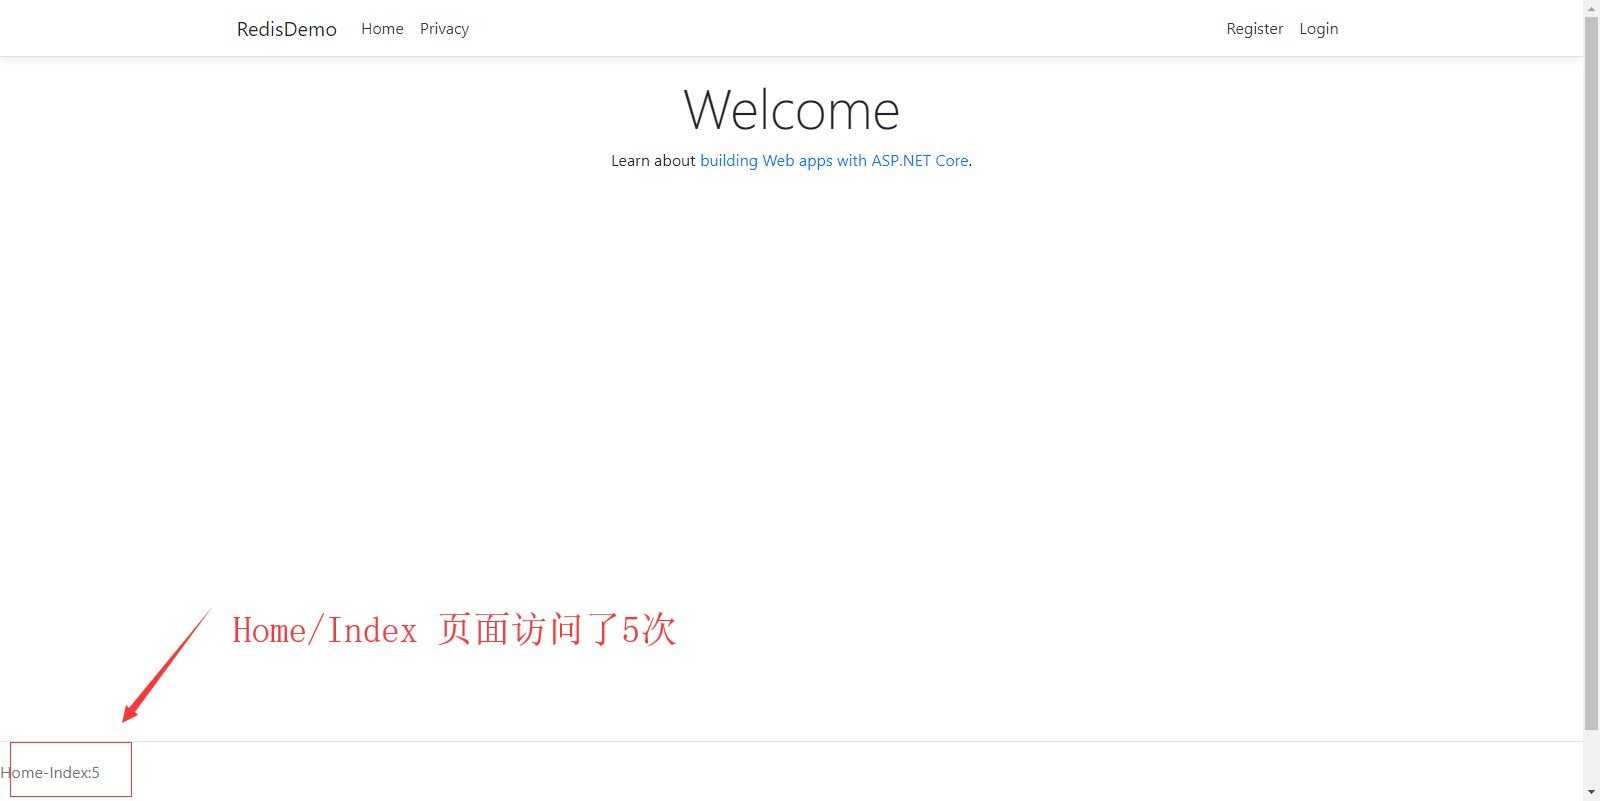 RedisDemo Home Privacy Register Login
Welcome
Learn about building Web apps with ASP.NET Core.
Home/Index 页面访问了5次
Home-Index:5